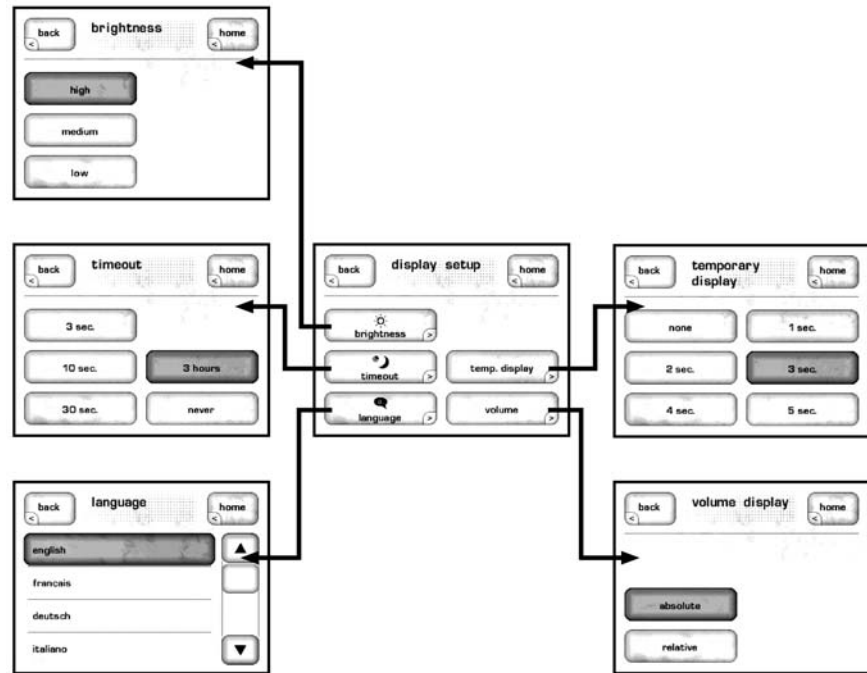 back
brightness
home
high
medium
low
back
timeout
home
3 sec.
10 sec.
3 hours
30 sec.
never
back
display setup
home
brightness
timeout
temp. display
language
volume
back
temporary
display
home
none
1 sec.
2 sec.
3 sec.
4 sec.
5 sec.
back
language
home
english
français
deutsch
italiano
back
volume display
home
absolute
relative